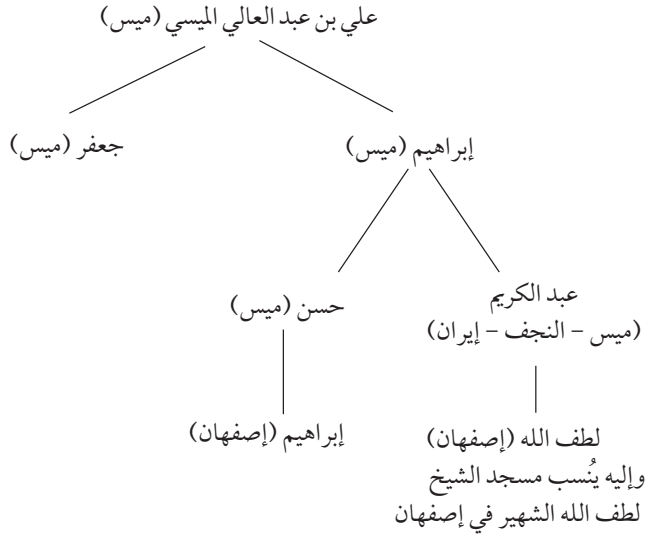 علي بن عبد العالي الميسي (ميس)
إبراهيم (ميس)
جعفر (ميس)
عبد الكريم
(ميس – النجف – إيران)
حسن (ميس)
لطف الله (إصفهان)
وإليه يُنسب مسجد الشيخ
لطف الله الشهير في إصفهان
إبراهيم (إصفهان)